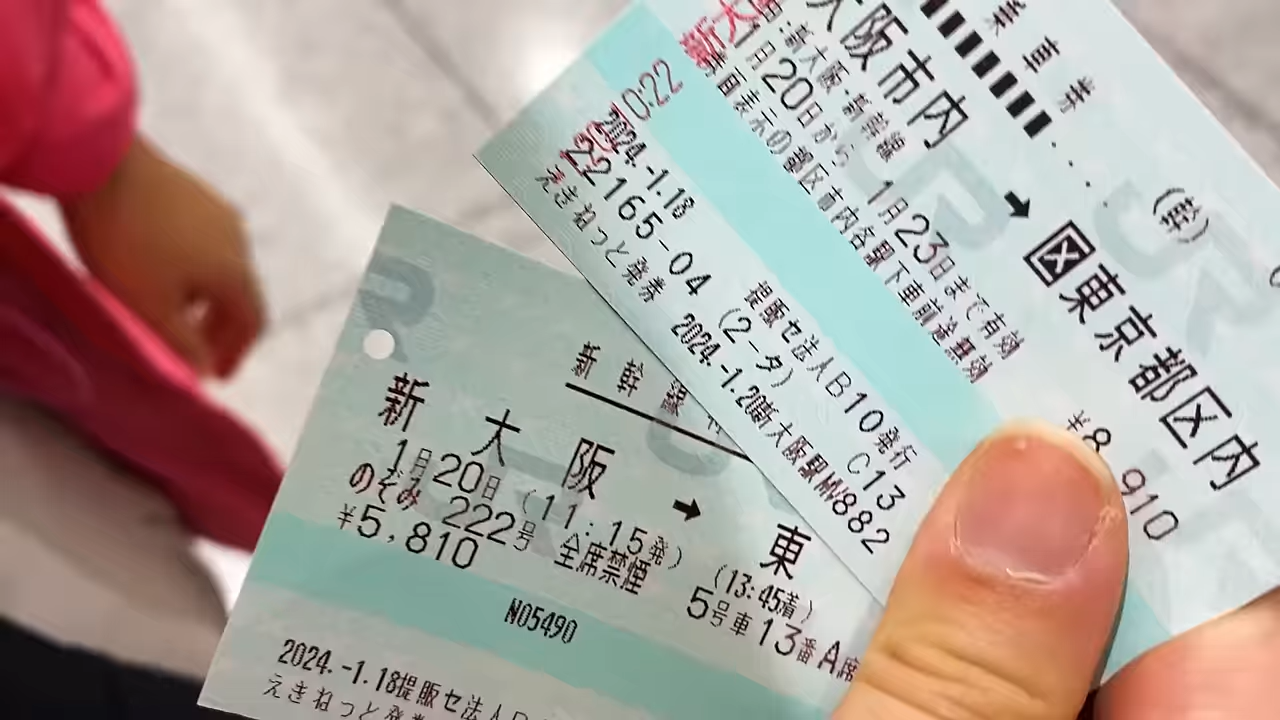 乗車券
(幹)
大阪市内 ➡ 区東京都区内
:新大阪・新幹線
1月20日から 1月23日まで有効
¥8,910
券面表示の都区市内各駅下車前途無効
10:22
2024.-1.18 提販セ法人B10発行
22165-04 (2-タ) C13
えきねっと発券 2024.-1.20新大阪駅MV882
新幹線
新大阪 ➡ 東
1月20日 (11:15発) (13:45着)
のぞみ 222号 全席禁煙 5号車13番A席
¥5,810
N05490
2024.-1.18提販セ法人
えきねっと発券